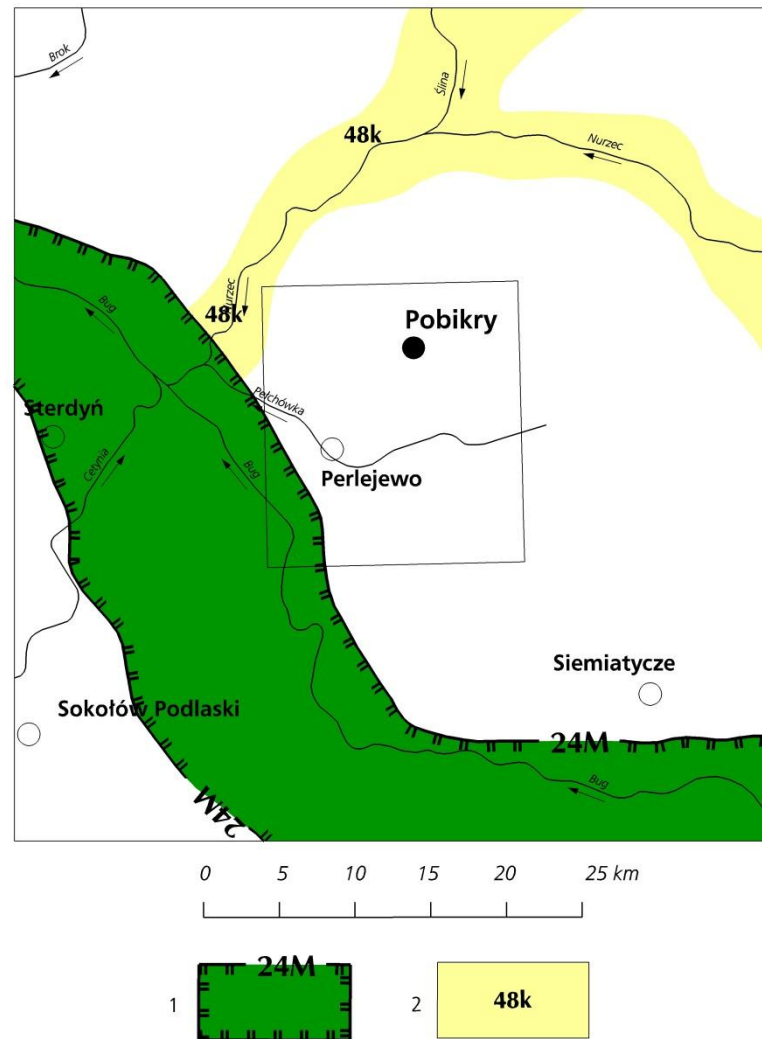 Brok
Ślina
48k
Nurzec
Bug
Nurzec
48k
Pobikry
Pełchówka
Sterdyń
Cetynia
Bug
Perlejewo
Siemiatycze
Sokołów Podlaski
24M
Bug
24M
0 5 10 15 20 25 km
24M
1
2
48k